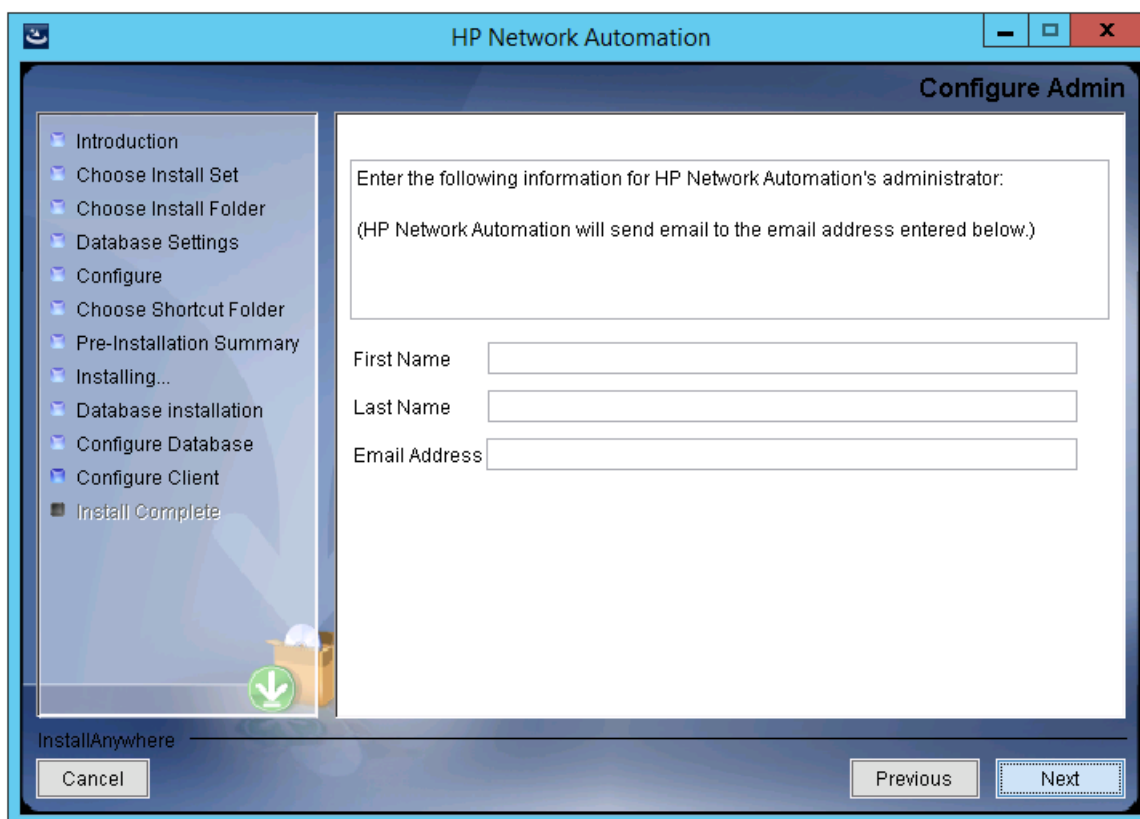 HP Network Automation
Configure Admin
Introduction
Choose Install Set
Choose Install Folder
Database Settings
Configure
Choose Shortcut Folder
Pre-Installation Summary
Installing...
Database installation
Configure Database
Configure Client
Install Complete
Enter the following information for HP Network Automation's administrator:
(HP Network Automation will send email to the email address entered below.)
First Name
Last Name
Email Address
InstallAnywhere
Cancel
Previous
Next